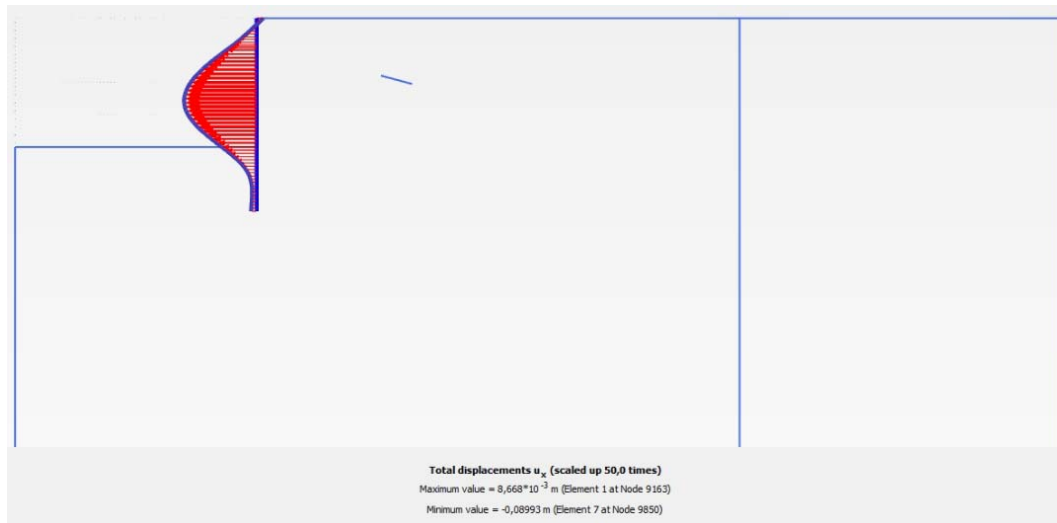 Total displacements uₓ (scaled up 50,0 times)
Maximum value = 8,668*10⁻³ m (Element 1 at Node 9163)
Minimum value = -0,08993 m (Element 7 at Node 9850)